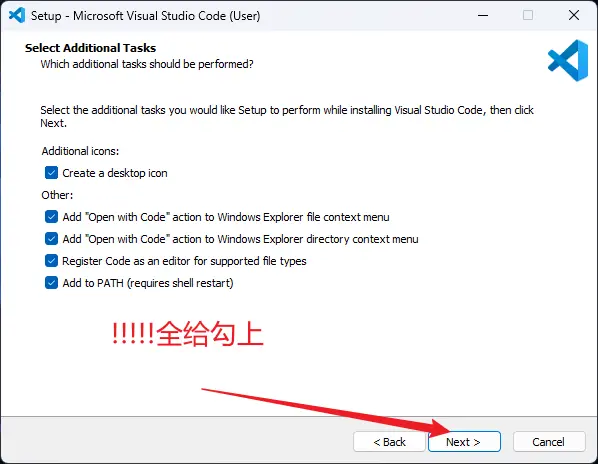 Setup - Microsoft Visual Studio Code (User)
Select Additional Tasks
Which additional tasks should be performed?
Select the additional tasks you would like Setup to perform while installing Visual Studio Code, then click
Next.
Additional icons:
Create a desktop icon
Other:
Add "Open with Code" action to Windows Explorer file context menu
Add "Open with Code" action to Windows Explorer directory context menu
Register Code as an editor for supported file types
Add to PATH (requires shell restart)
!!!!!全给勾上
< Back
Next >
Cancel